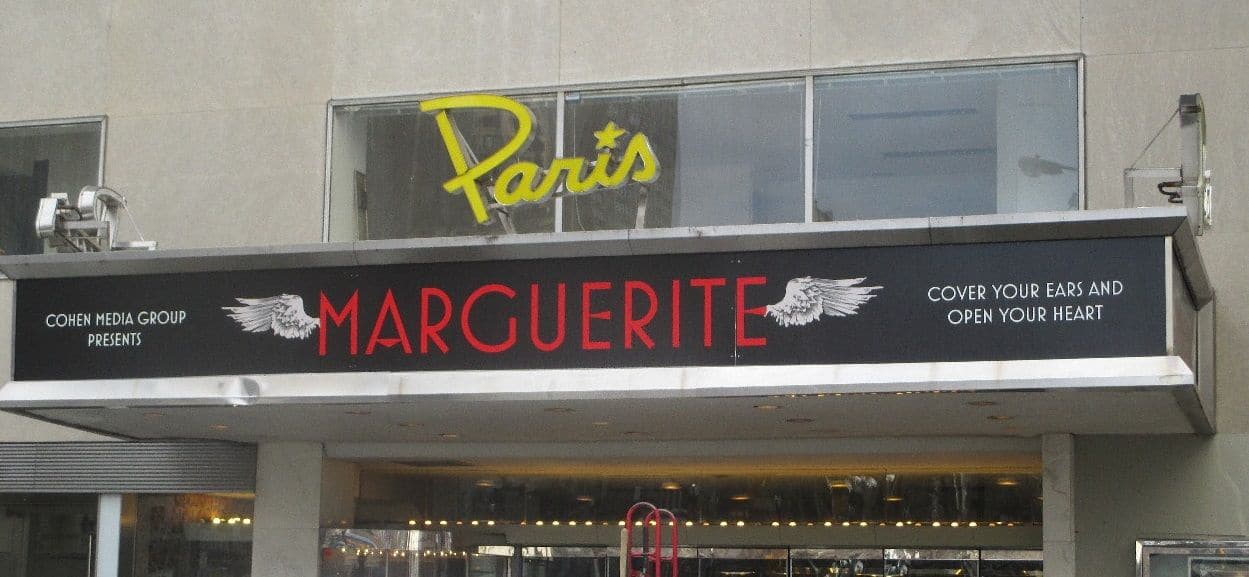 Paris
COHEN MEDIA GROUP
PRESENTS
MARGUERITE
COVER YOUR EARS AND
OPEN YOUR HEART